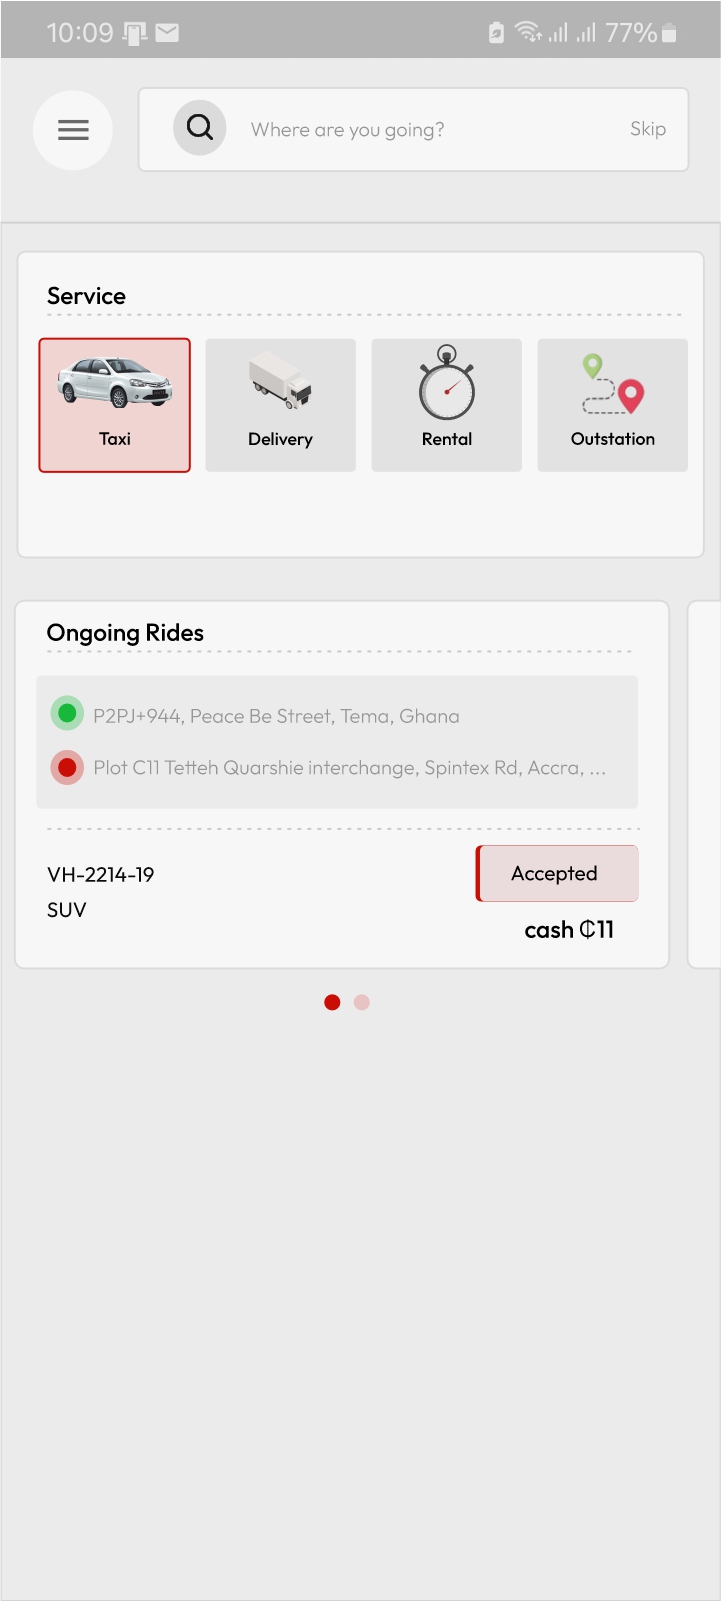 10:09 77%
Where are you going? Skip
Service
Taxi Delivery Rental Outstation
Ongoing Rides
P2PJ+944, Peace Be Street, Tema, Ghana
Plot C11 Tetteh Quarshie interchange, Spintex Rd, Accra, ...
VH-2214-19 Accepted
SUV
cash ₵11